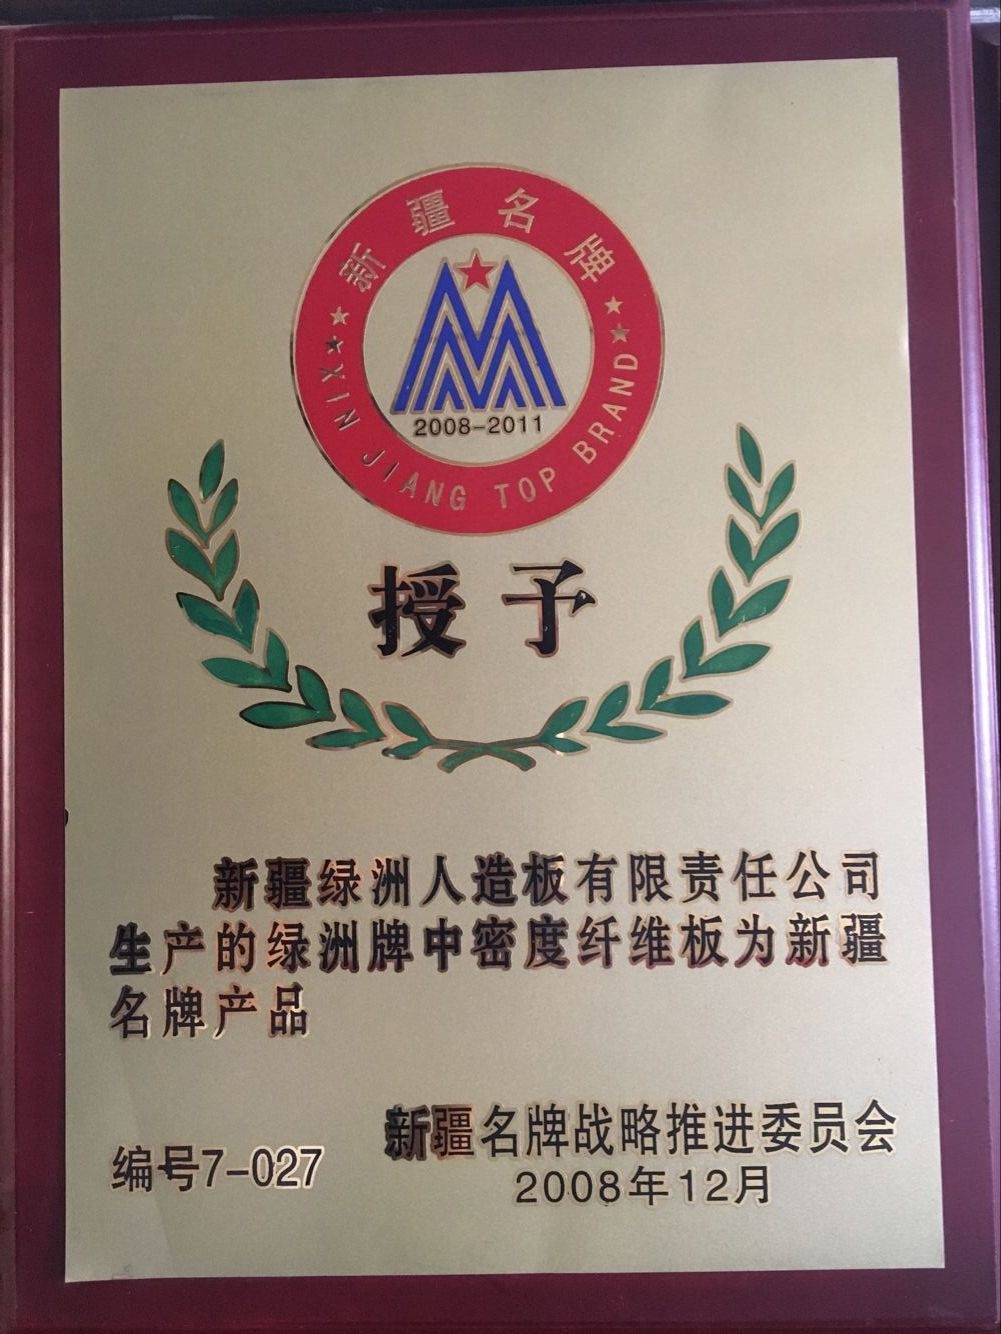 新疆名牌
2008-2011
XIN JIANG TOP BRAND
授予
新疆绿洲人造板有限责任公司
生产的绿洲牌中密度纤维板为新疆
名牌产品
新疆名牌战略推进委员会
编号7-027
2008年12月